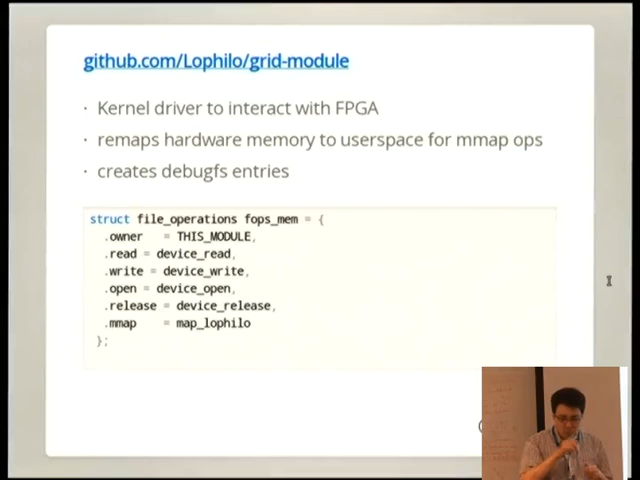 github.com/Lophilo/grid-module
· Kernel driver to interact with FPGA
· remaps hardware memory to userspace for mmap ops
· creates debugfs entries
struct file_operations fops_mem = {
.owner = THIS_MODULE,
.read = device_read,
.write = device_write,
.open = device_open,
.release = device_release,
.mmap = map_lophilo
};